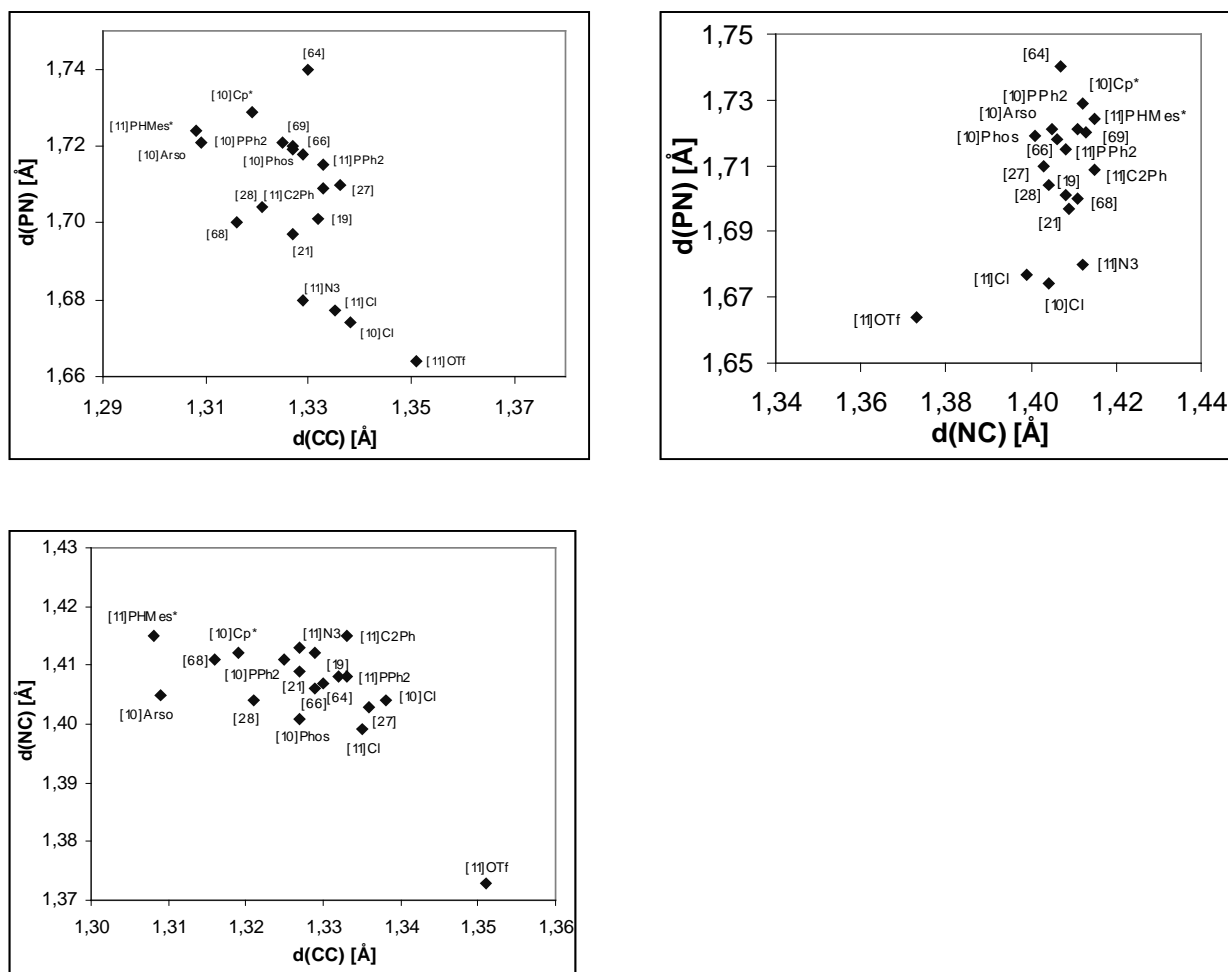 1,74
1,72
1,70
1,68
1,66
d(PN) [Å]
[64]
[10]Cp*
[11]PHMes*
[10]Arso
[10]PPh2
[69]
[66]
[10]Phos
[11]PPh2
[28]
[11]C2Ph
[27]
[68]
[19]
[21]
[11]N3
[11]Cl
[10]Cl
[11]OTf
1,29 1,31 1,33 1,35 1,37
d(CC) [Å]
1,75
1,73
1,71
1,69
1,67
1,65
d(PN) [Å]
[64]
[10]Cp*
[10]PPh2
[10]Arso
[11]PHMes*
[10]Phos
[69]
[66]
[11]PPh2
[27]
[11]C2Ph
[28]
[19]
[68]
[21]
[11]Cl
[11]N3
[10]Cl
[11]OTf
1,34 1,36 1,38 1,40 1,42 1,44
d(NC) [Å]
1,43
1,42
1,41
1,40
1,39
1,38
1,37
d(NC) [Å]
[11]PHMes*
[10]Cp*
[11]N3
[11]C2Ph
[68]
[10]PPh2
[19]
[11]PPh2
[10]Arso
[28]
[21]
[66]
[64]
[10]Cl
[10]Phos
[27]
[11]Cl
[11]OTf
1,30 1,31 1,32 1,33 1,34 1,35 1,36
d(CC) [Å]